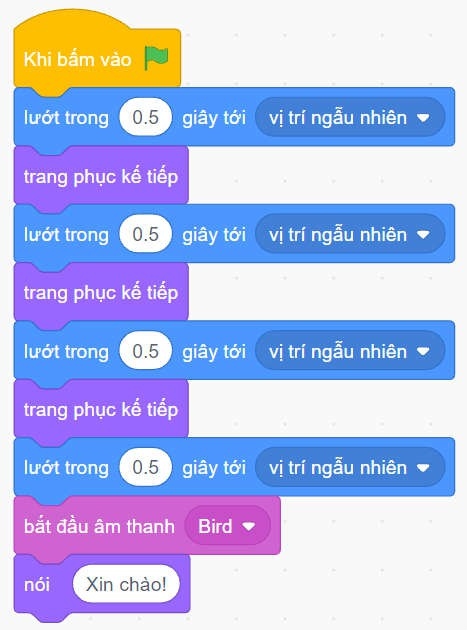 Khi bấm vào
lướt trong 0.5 giây tới vị trí ngẫu nhiên
trang phục kế tiếp
lướt trong 0.5 giây tới vị trí ngẫu nhiên
trang phục kế tiếp
lướt trong 0.5 giây tới vị trí ngẫu nhiên
trang phục kế tiếp
lướt trong 0.5 giây tới vị trí ngẫu nhiên
bắt đầu âm thanh Bird
nói Xin chào!